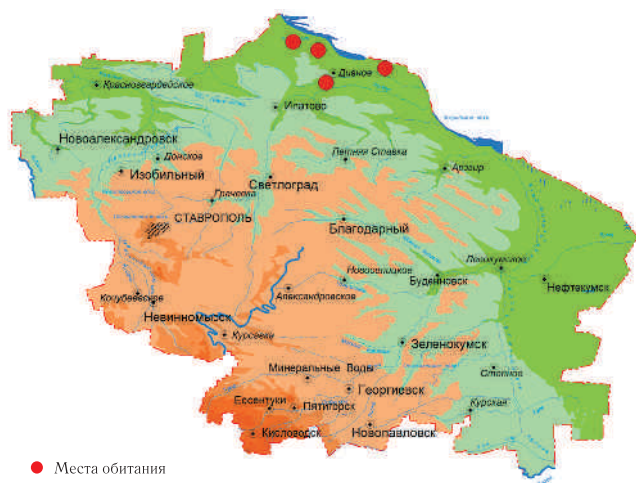 Дивное
Красногвардейское
Ипатово
Новоалександровск
Донское
Летняя Ставка
Изобильный
Светлоград
Арзгир
Грачевка
СТАВРОПОЛЬ
Благодарный
Левокумское
Новоселицкое
Буденновск
Нефтекумск
Кочубеевское
Александровское
Невинномысск
Курсавка
Зеленокумск
Минеральные Воды
Степное
Георгиевск
Ессентуки
Пятигорск
Курская
Кисловодск
Новопавловск
Места обитания